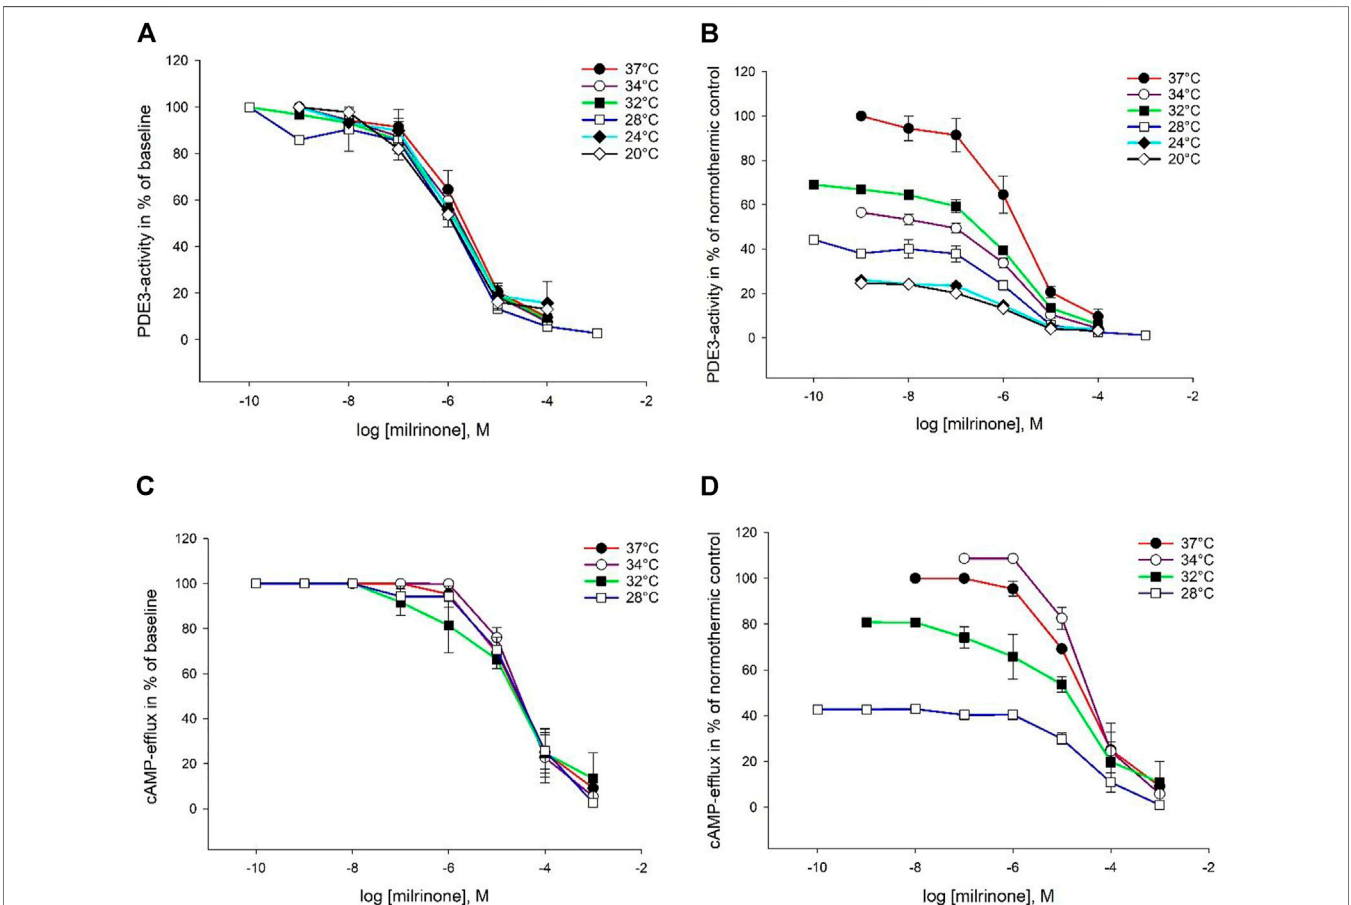 A
PDE3-activity in % of baseline
120
100
80
60
40
20
0
-10
-8
-6
-4
-2
log [milrinone], M
37°C
34°C
32°C
28°C
24°C
20°C
B
PDE3-activity in % of normothermic control
120
100
80
60
40
20
0
-10
-8
-6
-4
-2
log [milrinone], M
37°C
34°C
32°C
28°C
24°C
20°C
C
cAMP-efflux in % of baseline
120
100
80
60
40
20
0
-10
-8
-6
-4
-2
log [milrinone], M
37°C
34°C
32°C
28°C
D
cAMP-efflux in % of normothermic control
120
100
80
60
40
20
0
-10
-8
-6
-4
-2
log [milrinone], M
37°C
34°C
32°C
28°C